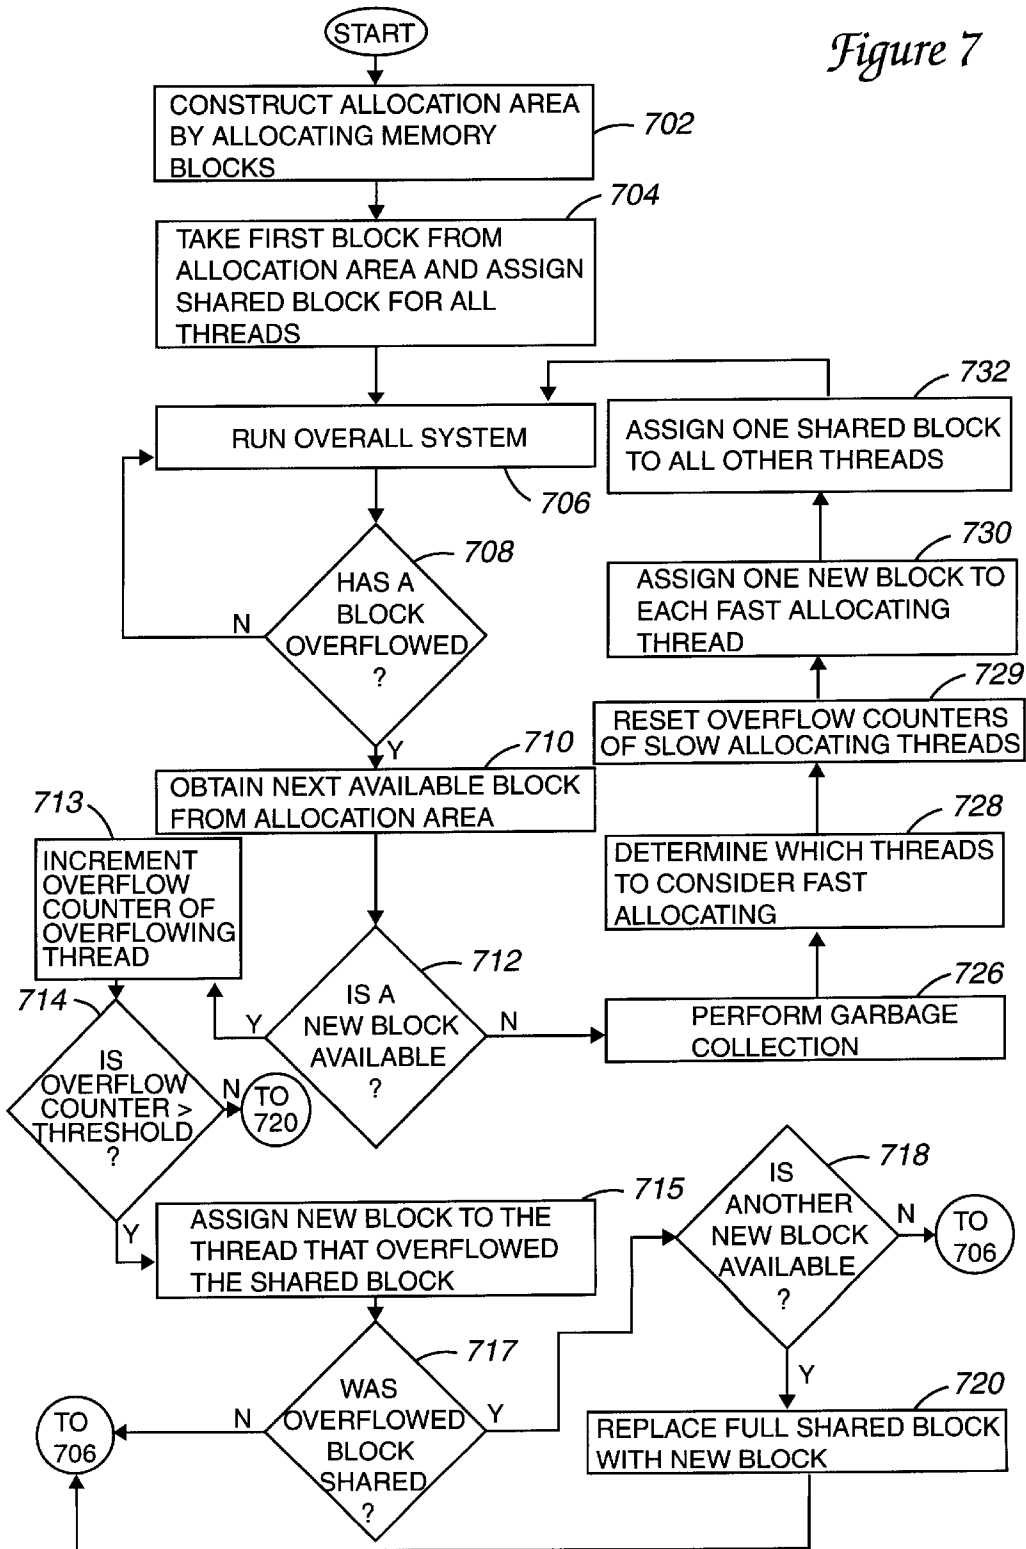 START
Figure 7
CONSTRUCT ALLOCATION AREA
BY ALLOCATING MEMORY
BLOCKS
702
704
TAKE FIRST BLOCK FROM
ALLOCATION AREA AND ASSIGN
SHARED BLOCK FOR ALL
THREADS
RUN OVERALL SYSTEM
706
708
HAS A
BLOCK
OVERFLOWED
?
N
Y
710
OBTAIN NEXT AVAILABLE BLOCK
FROM ALLOCATION AREA
712
IS A
NEW BLOCK
AVAILABLE
?
Y
N
713
INCREMENT
OVERFLOW
COUNTER OF
OVERFLOWING
THREAD
714
IS
OVERFLOW
COUNTER >
THRESHOLD
?
N
TO
720
Y
715
ASSIGN NEW BLOCK TO THE
THREAD THAT OVERFLOWED
THE SHARED BLOCK
717
WAS
OVERFLOWED
BLOCK
SHARED
?
N
Y
TO
706
718
IS
ANOTHER
NEW BLOCK
AVAILABLE
?
N
TO
706
Y
720
REPLACE FULL SHARED BLOCK
WITH NEW BLOCK
726
PERFORM GARBAGE
COLLECTION
728
DETERMINE WHICH THREADS
TO CONSIDER FAST
ALLOCATING
729
RESET OVERFLOW COUNTERS
OF SLOW ALLOCATING THREADS
730
ASSIGN ONE NEW BLOCK TO
EACH FAST ALLOCATING
THREAD
732
ASSIGN ONE SHARED BLOCK
TO ALL OTHER THREADS